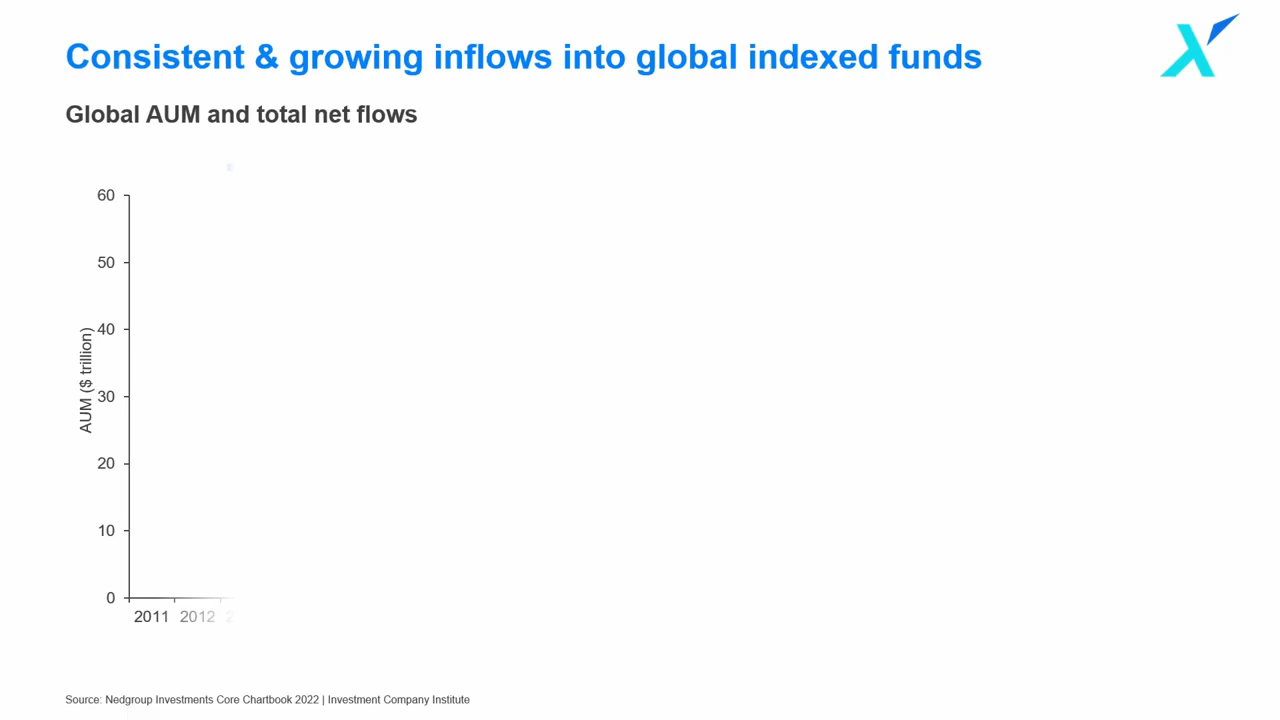 Consistent & growing inflows into global indexed funds
Global AUM and total net flows
60
50
40
30
20
10
0
AUM ($ trillion)
2011 2012
Source: Nedgroup Investments Core Chartbook 2022 | Investment Company Institute